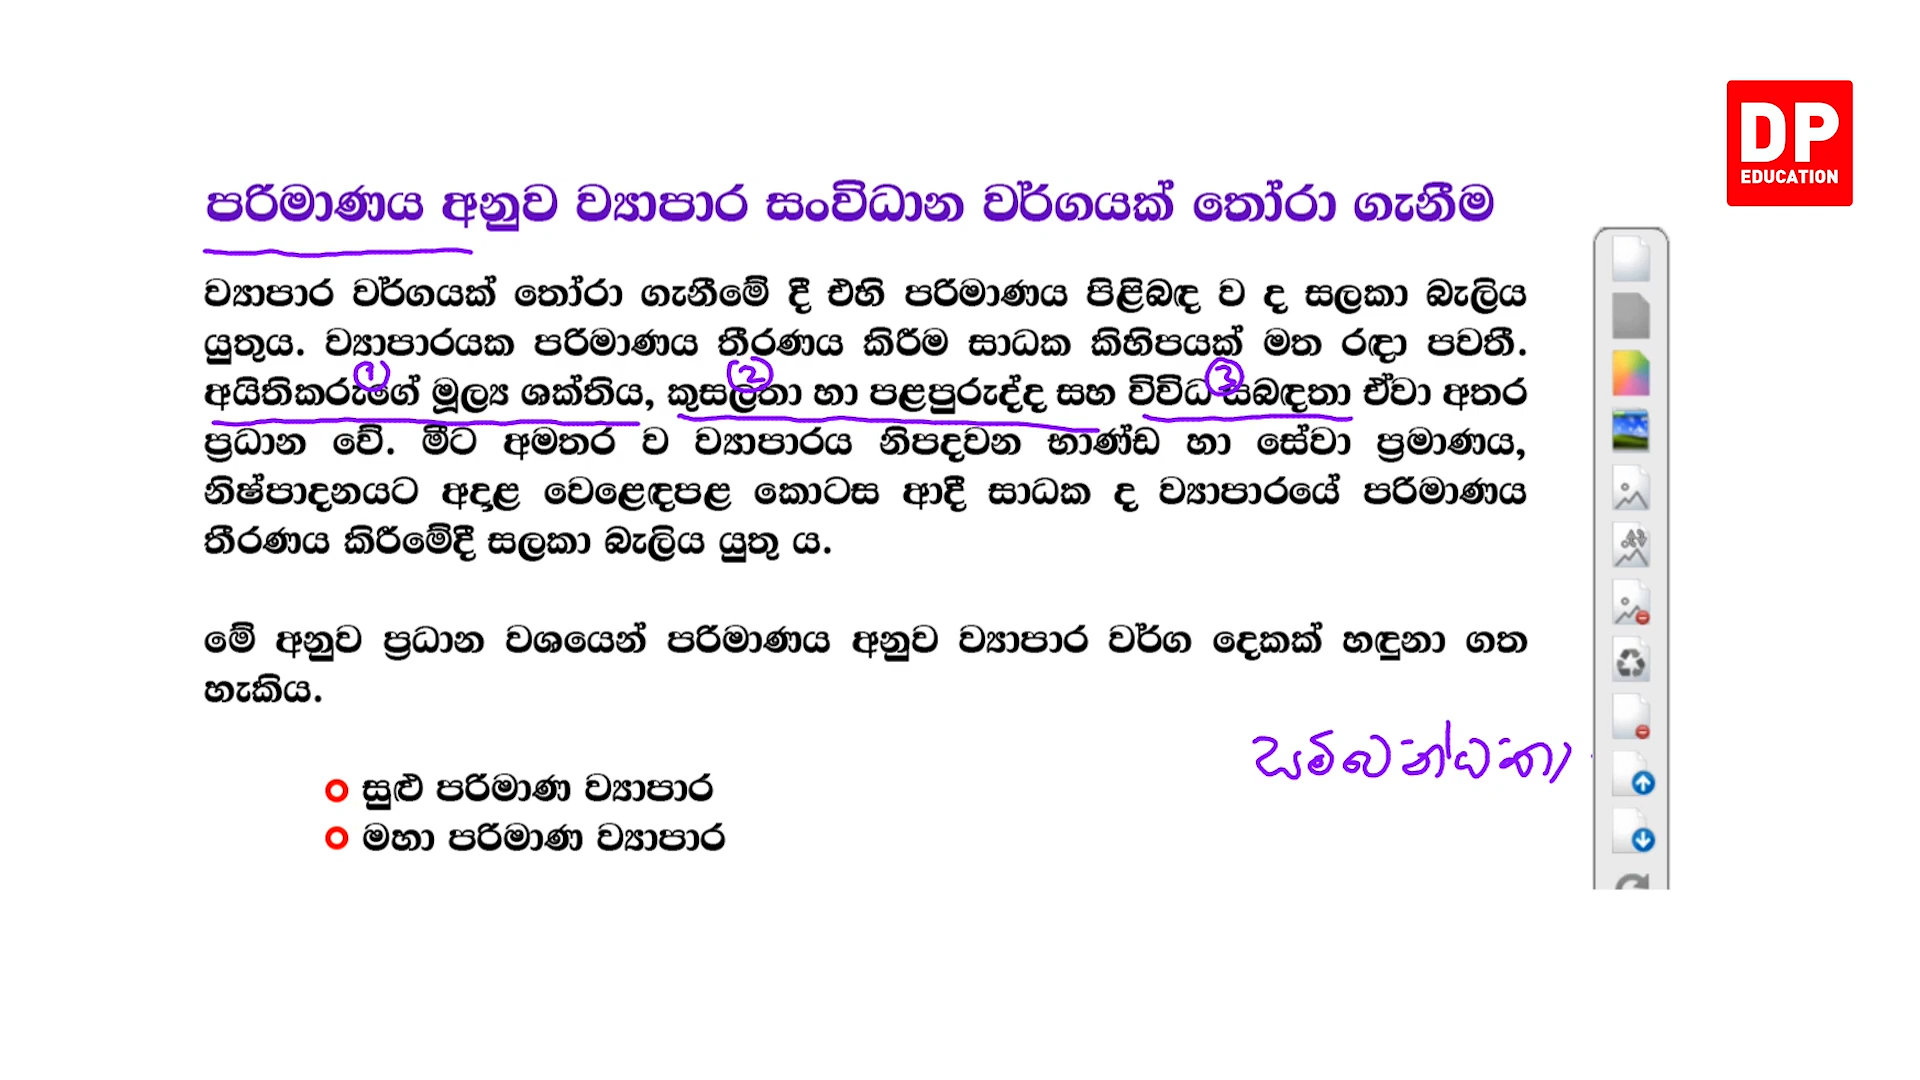 DP
EDUCATION
පරිමාණය අනුව ව්‍යාපාර සංවිධාන වර්ගයක් තෝරා ගැනීම
ව්‍යාපාර වර්ගයක් තෝරා ගැනීමේ දී එහි පරිමාණය පිළිබඳ ව ද සලකා බැලිය
යුතුය. ව්‍යාපාරයක පරිමාණය තීරණය කිරීම සාධක කිහිපයක් මත රඳා පවතී.
1 2 3
අයිතිකරුගේ මූල්‍ය ශක්තිය, කුසලතා හා පළපුරුද්ද සහ විවිධ සබඳතා ඒවා අතර
ප්‍රධාන වේ. මීට අමතර ව ව්‍යාපාරය නිපදවන භාණ්ඩ හා සේවා ප්‍රමාණය,
නිෂ්පාදනයට අදාළ වෙළෙඳපළ කොටස ආදී සාධක ද ව්‍යාපාරයේ පරිමාණය
තීරණය කිරීමේදී සලකා බැලිය යුතු ය.
මේ අනුව ප්‍රධාන වශයෙන් පරිමාණය අනුව ව්‍යාපාර වර්ග දෙකක් හඳුනා ගත
හැකිය.
සම්බන්ධතා
සුළු පරිමාණ ව්‍යාපාර
මහා පරිමාණ ව්‍යාපාර